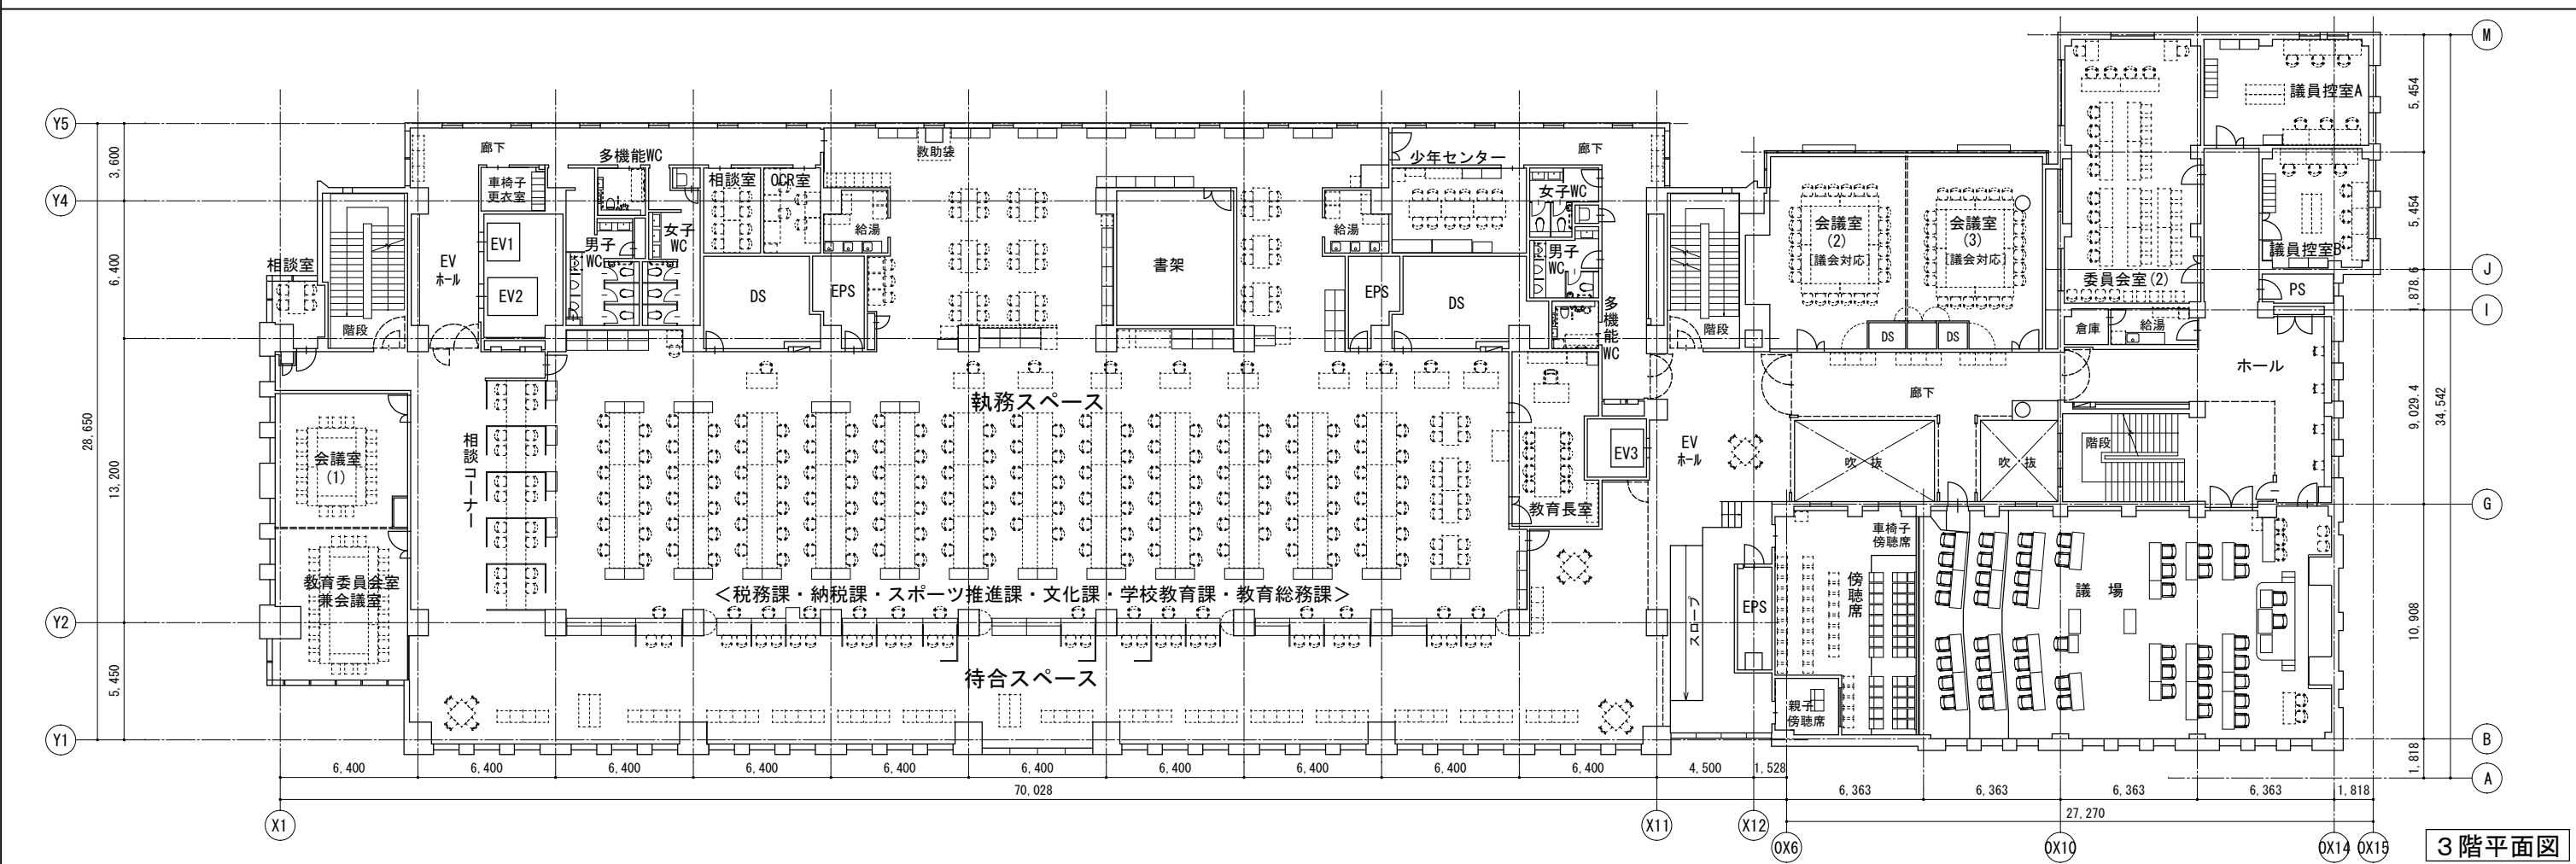 M
議員控室A
5,454
Y5
廊下
多機能WC
救助袋
少年センター
廊下
3,600
車椅子
更衣室
相談室
OCR室
女子WC
Y4
給湯
給湯
会議室
(2)
[議会対応]
会議室
(3)
[議会対応]
5,454
EV1
男子
WC
女子
WC
男子
WC
議員控室B
相談室
EV
ホール
書架
委員会室(2)
J
6,400
EV2
DS
EPS
EPS
DS
多機能WC
PS
1,878.6
階段
階段
倉庫
給湯
I
DS
DS
ホール
執務スペース
廊下
28,650
9,029.4
34,542
相談コーナー
会議室
(1)
EV3
EV
ホール
階段
吹抜
吹抜
13,200
教育長室
G
車椅子
傍聴席
教育委員会室
兼会議室
傍聴席
議場
＜税務課・納税課・スポーツ推進課・文化課・学校教育課・教育総務課＞
EPS
スロープ
Y2
10,908
待合スペース
5,450
親子
傍聴席
Y1
B
6,400
6,400
6,400
6,400
6,400
6,400
6,400
6,400
6,400
6,400
4,500
1,528
1,818
A
70,028
6,363
6,363
6,363
6,363
1,818
27,270
X1
X11
X12
OX6
OX10
OX14
OX15
３階平面図